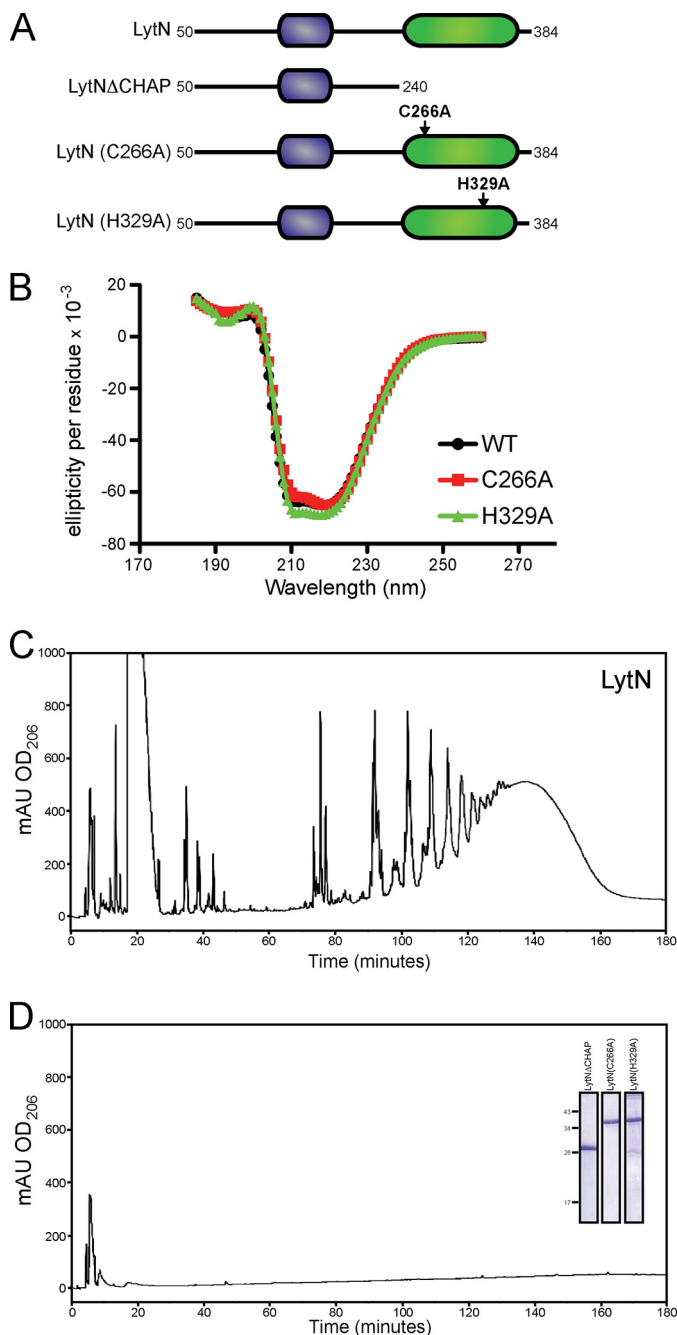 A
LytN 50 384
LytNΔCHAP 50 240
C266A
LytN (C266A) 50 384
H329A
LytN (H329A) 50 384
B
ellipticity per residue x 10-3
20
0
-20
-40
-60
-80
170 190 210 230 250 270
Wavelength (nm)
WT
C266A
H329A
C
LytN
mAU OD206
1000
800
600
400
200
0
0 20 40 60 80 100 120 140 160 180
Time (minutes)
D
mAU OD206
1000
800
600
400
200
0
LytNΔCHAP
LytN(C266A)
LytN(H329A)
43
34
26
17
0 20 40 60 80 100 120 140 160 180
Time (minutes)